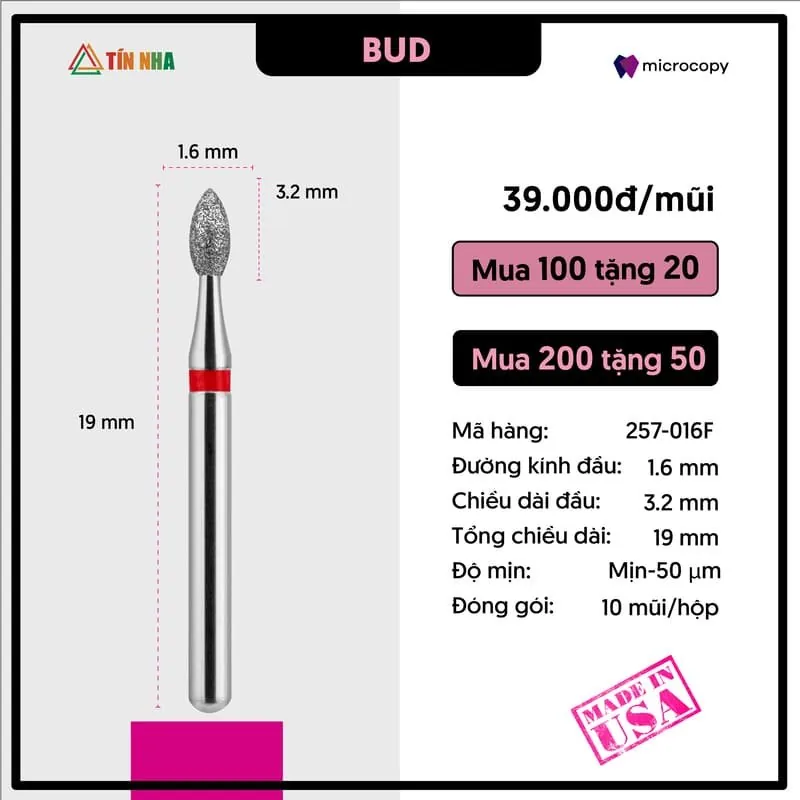 BUD
TÍN NHA
microcopy
1.6 mm
3.2 mm
19 mm
39.000đ/mũi
Mua 100 tặng 20
Mua 200 tặng 50
Mã hàng: 257-016F
Đường kính đầu: 1.6 mm
Chiều dài đầu: 3.2 mm
Tổng chiều dài: 19 mm
Độ mịn: Mịn-50 μm
Đóng gói: 10 mũi/hộp
MADE IN
USA